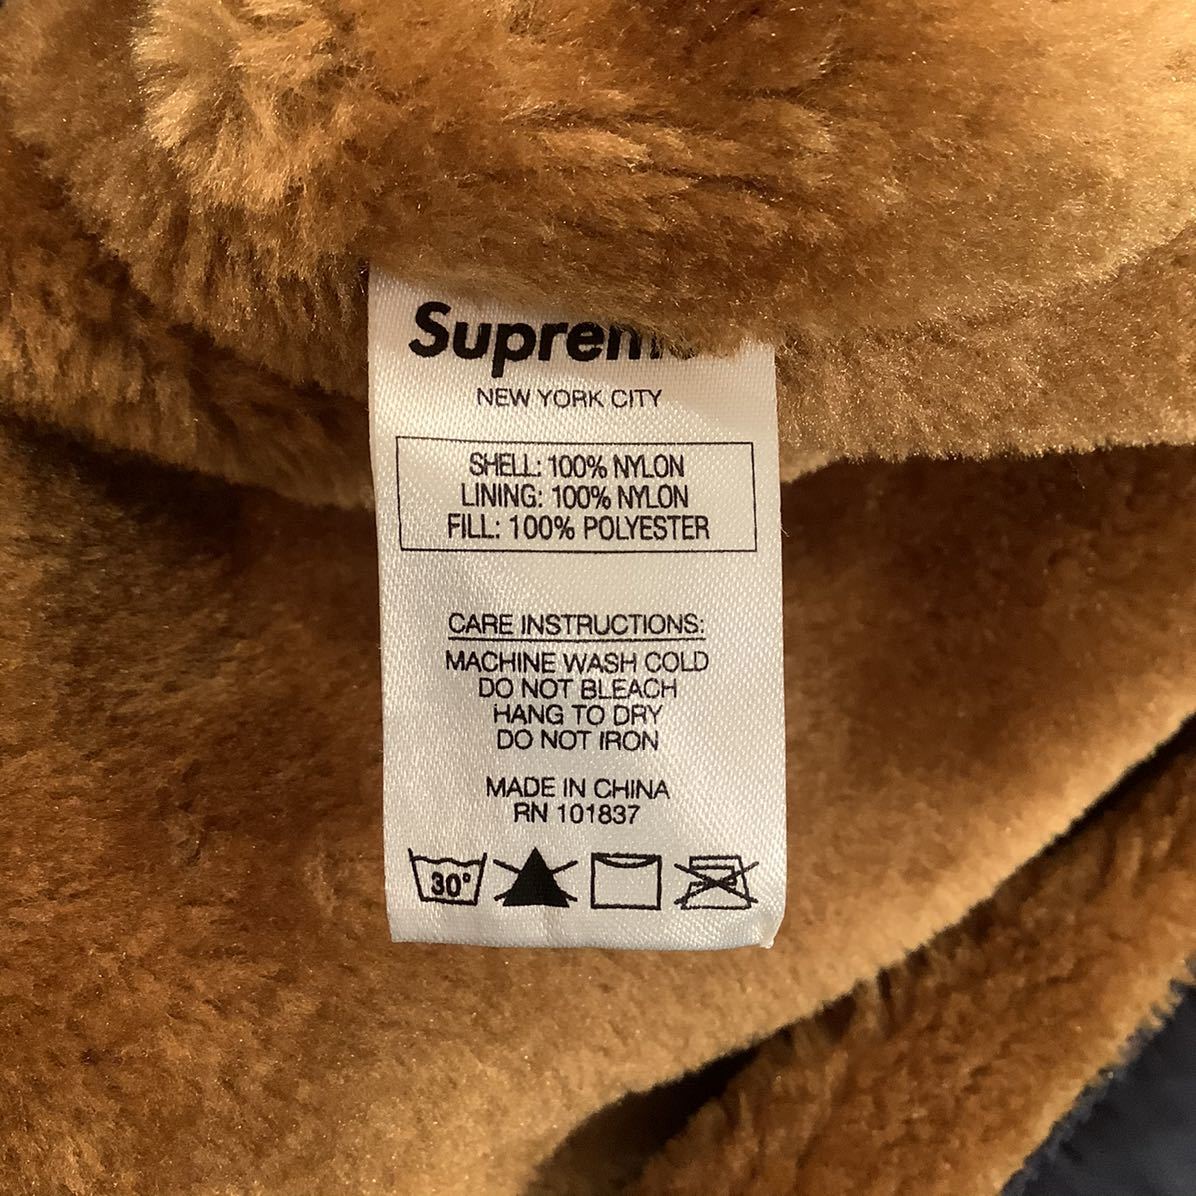 Supreme
NEW YORK CITY
SHELL: 100% NYLON
LINING: 100% NYLON
FILL: 100% POLYESTER
CARE INSTRUCTIONS:
MACHINE WASH COLD
DO NOT BLEACH
HANG TO DRY
DO NOT IRON
MADE IN CHINA
RN 101837
30°